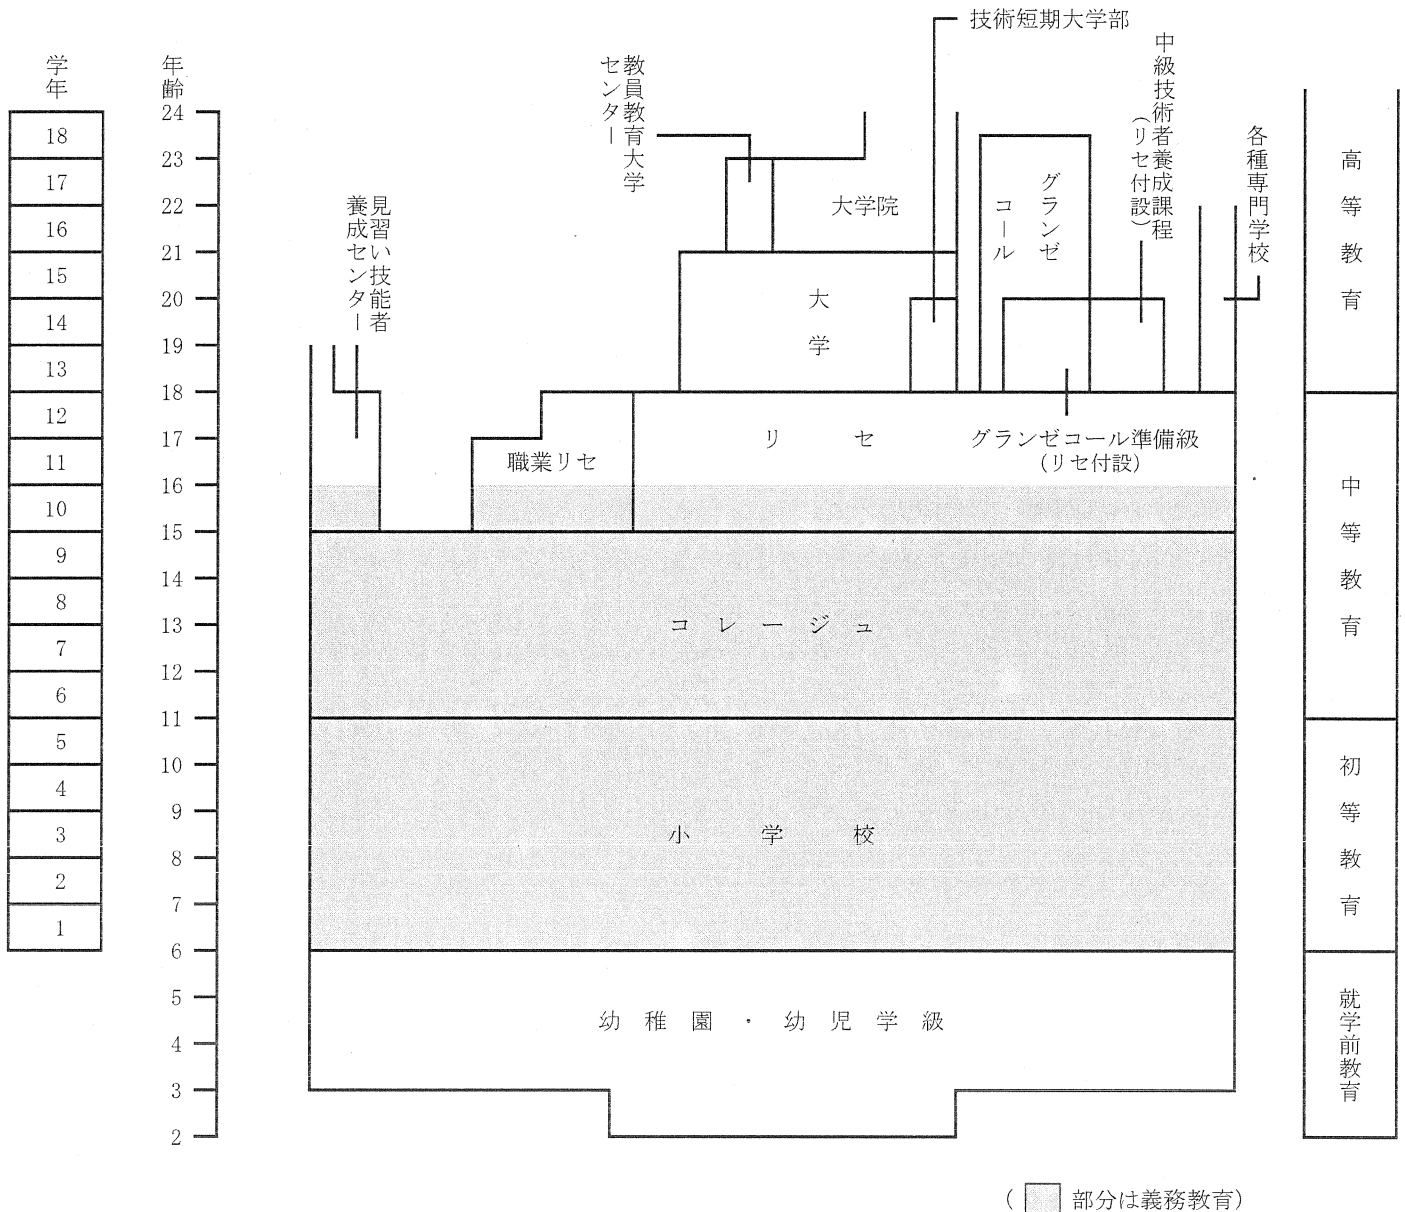 学年
18
17
16
15
14
13
12
11
10
9
8
7
6
5
4
3
2
1
年齢
24
23
22
21
20
19
18
17
16
15
14
13
12
11
10
9
8
7
6
5
4
3
2
見習い技能者
養成センター
教員教育大学
センター
技術短期大学部
中級技術者養成課程
(リセ付設)
各種専門学校
大学院
グランゼ
コール
大学
職業リセ
リセ
グランゼコール準備級
(リセ付設)
コレージュ
小学校
幼稚園・幼児学級
高等教育
中等教育
初等教育
就学前教育
( 部分は義務教育)